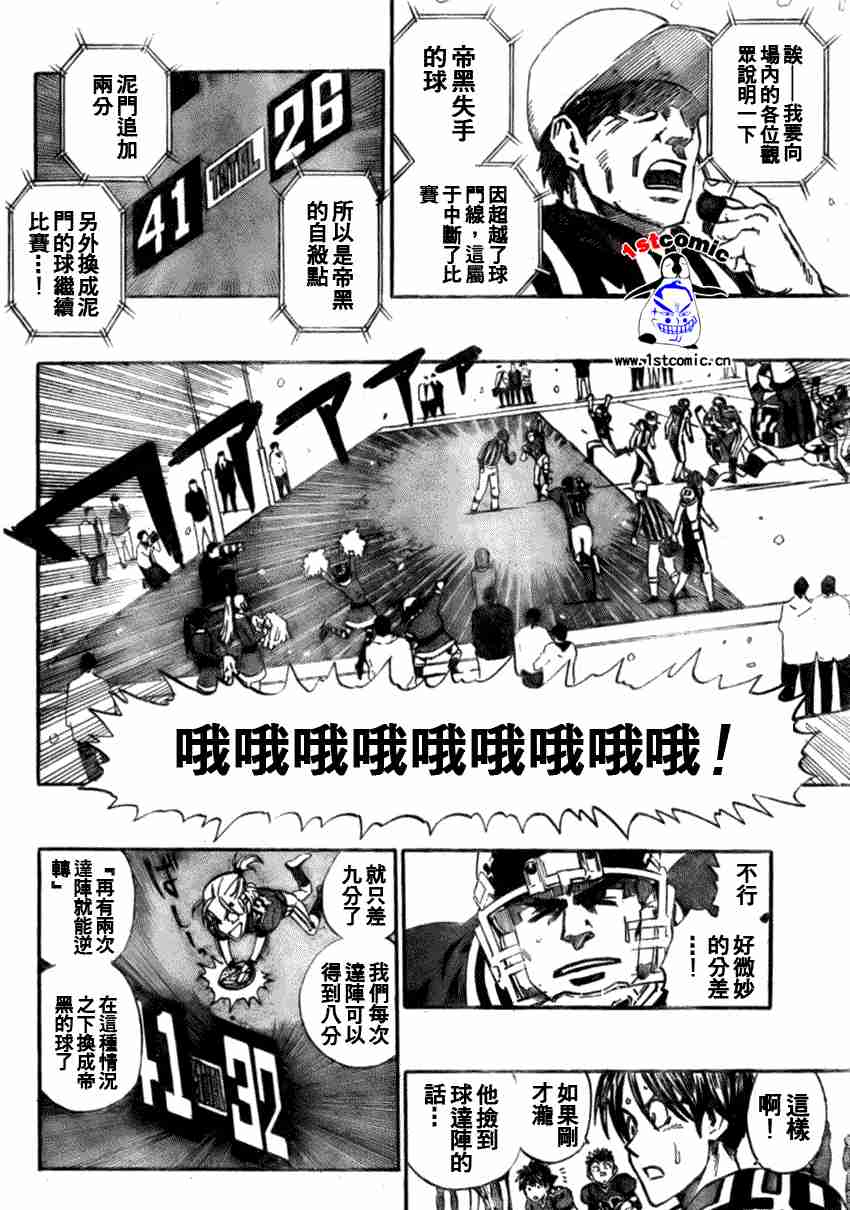 誒──我要向
場內的各位觀
眾說明一下
帝黑失手
的球
因超越了球
門線，這屬
于中斷了比
賽
泥門追加
兩分
所以是帝黑
的自殺點
另外換成泥
門的球繼續
比賽…！
26
TOTAL
41
1stcomic
www.1stcomic.cn
ワアアアァァ
哦哦哦哦哦哦哦哦哦！
不行 好微妙
的分差
…！
就只差
九分了
我們每次
達陣可以
得到八分
『再有兩次
達陣就能逆
轉』
在這種情況
之下換成帝
黑的球了
41
32
這樣
啊！
如果剛
才瀧
他撿到
球達陣的
話…